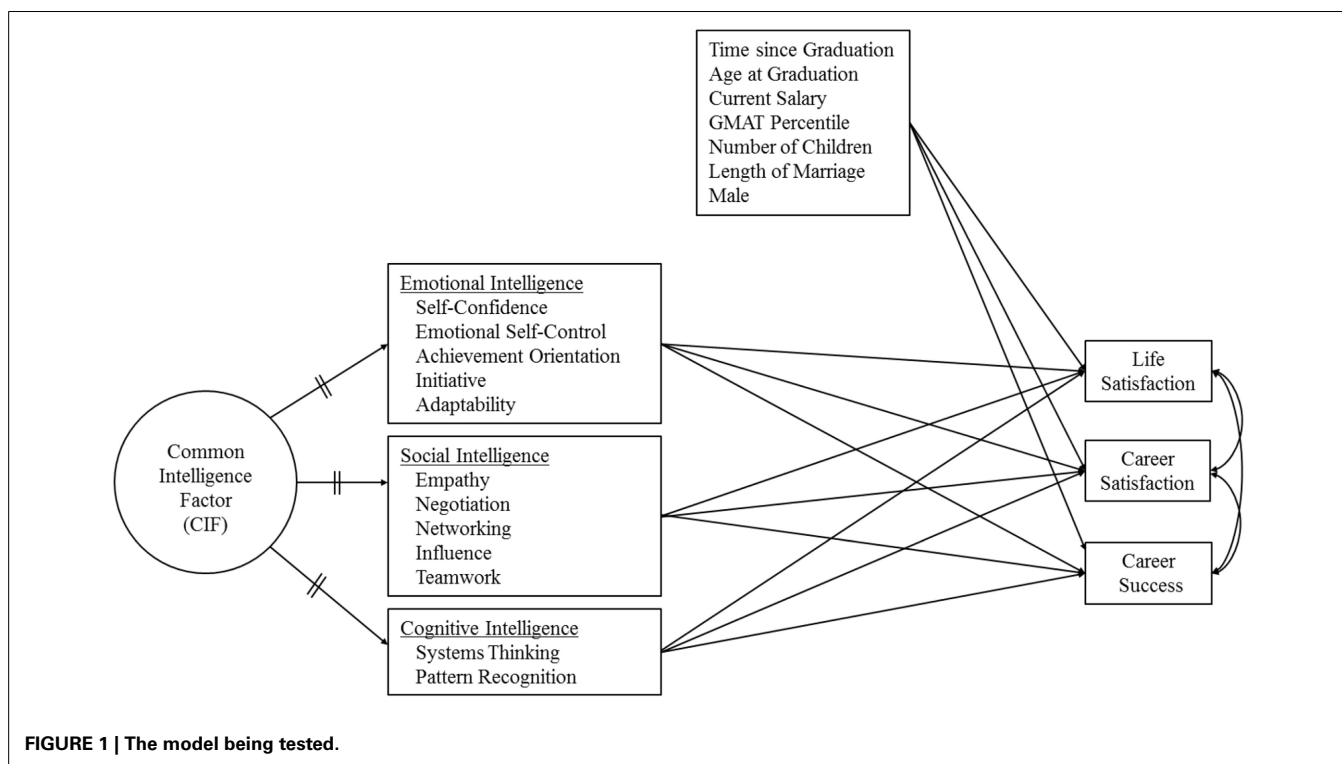 Time since Graduation
Age at Graduation
Current Salary
GMAT Percentile
Number of Children
Length of Marriage
Male
Common
Intelligence
Factor
(CIF)
Emotional Intelligence
Self-Confidence
Emotional Self-Control
Achievement Orientation
Initiative
Adaptability
Social Intelligence
Empathy
Negotiation
Networking
Influence
Teamwork
Cognitive Intelligence
Systems Thinking
Pattern Recognition
Life
Satisfaction
Career
Satisfaction
Career
Success
FIGURE 1 | The model being tested.